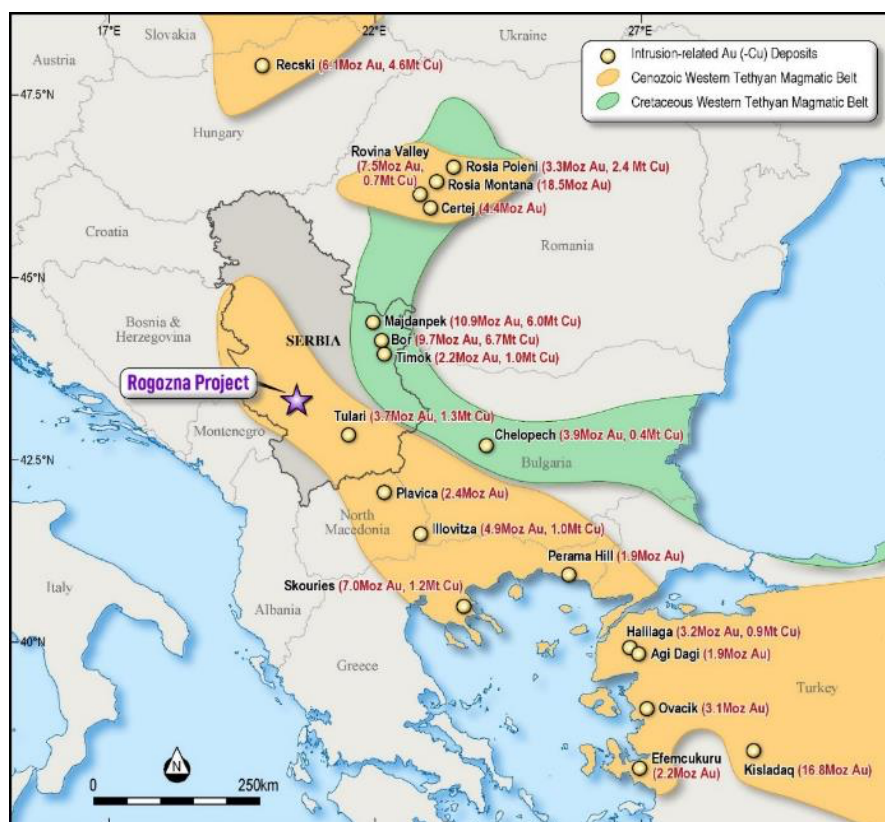 17°E
22°E
27°E
Slovakia
Ukraine
Austria
Intrusion-related Au (-Cu) Deposits
Cenozoic Western Tethyan Magmatic Belt
Cretaceous Western Tethyan Magmatic Belt
Recski (6.1Moz Au, 4.6Mt Cu)
47.5°N
Hungary
Rovina Valley
(7.5Moz Au,
0.7Mt Cu)
Rosia Poleni (3.3Moz Au, 2.4 Mt Cu)
Rosia Montana (18.5Moz Au)
Certej (4.4Moz Au)
Croatia
Romania
45°N
Bosnia &
Herzegovina
SERBIA
Majdanpek (10.9Moz Au, 6.0Mt Cu)
Bor (9.7Moz Au, 6.7Mt Cu)
Timok (2.2Moz Au, 1.0Mt Cu)
Rogozna Project
Tulari (3.7Moz Au, 1.3Mt Cu)
Montenegro
Chelopech (3.9Moz Au, 0.4Mt Cu)
Bulgaria
42.5°N
Plavica (2.4Moz Au)
North
Macedonia
Illovitza (4.9Moz Au, 1.0Mt Cu)
Perama Hill (1.9Moz Au)
Skouries (7.0Moz Au, 1.2Mt Cu)
Italy
Albania
40°N
Halilaga (3.2Moz Au, 0.9Mt Cu)
Agi Dagi (1.9Moz Au)
Greece
Turkey
Ovacik (3.1Moz Au)
Efemcukuru
(2.2Moz Au)
Kisladaq (16.8Moz Au)
N
0
250km